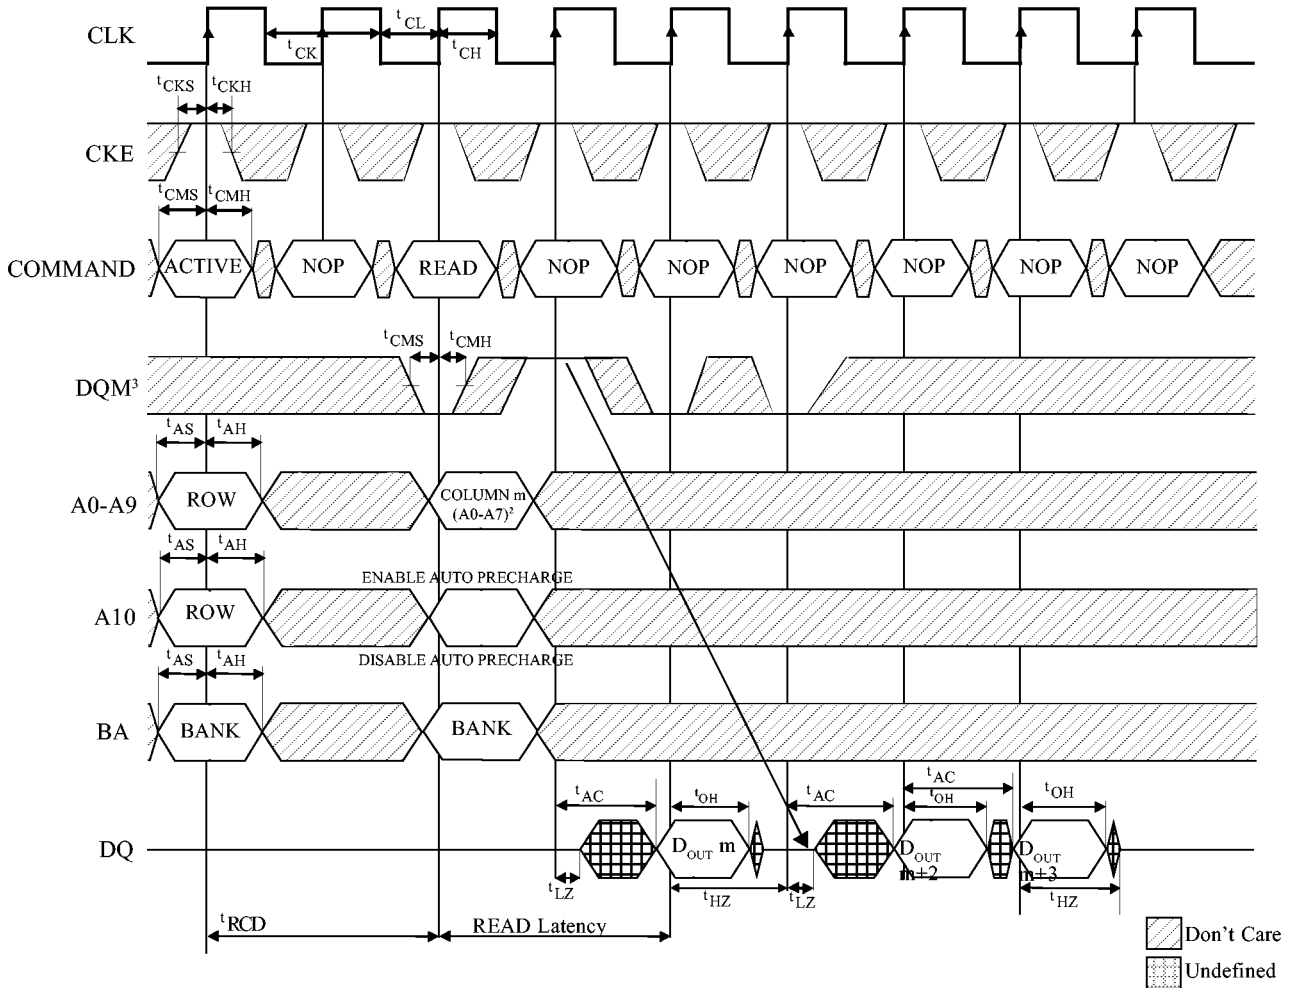 CLK
tCK
tCL
tCH
tCKS
tCKH
CKE
tCMS
tCMH
COMMAND
ACTIVE
NOP
READ
NOP
NOP
NOP
NOP
NOP
NOP
tCMS
tCMH
DQM³
tAS
tAH
A0-A9
ROW
COLUMN m
(A0-A7)²
tAS
tAH
ENABLE AUTO PRECHARGE
A10
ROW
DISABLE AUTO PRECHARGE
tAS
tAH
BA
BANK
BANK
tAC
tOH
tAC
tAC
tOH
tOH
DQ
DOUT m
DOUT
m+2
DOUT
m+3
tLZ
tHZ
tLZ
tHZ
tRCD
READ Latency
Don't Care
Undefined